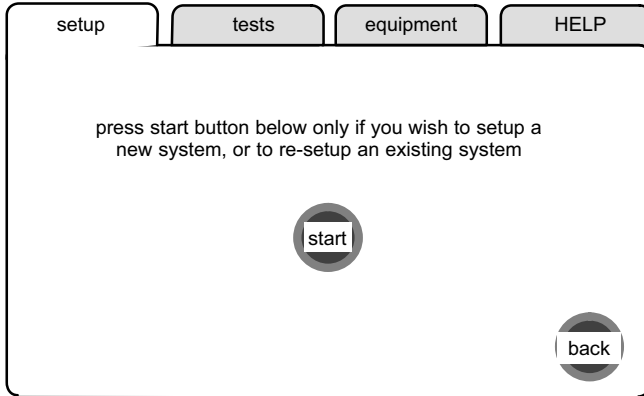 setup tests equipment HELP
press start button below only if you wish to setup a
new system, or to re-setup an existing system
start
back